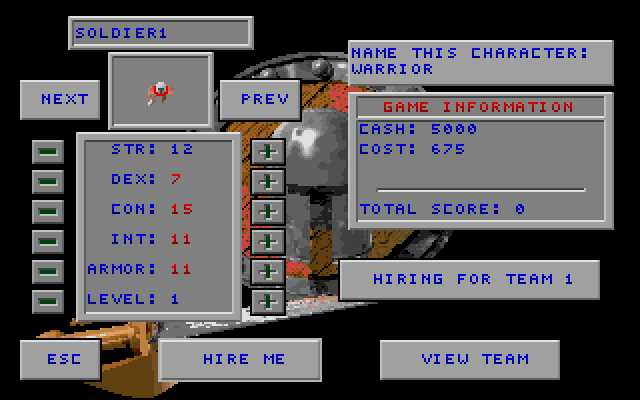 SOLDIER1
NAME THIS CHARACTER:
WARRIOR
NEXT
PREV
GAME INFORMATION
CASH: 5000
COST: 675
TOTAL SCORE: 0
STR: 12
DEX: 7
CON: 15
INT: 11
ARMOR: 11
LEVEL: 1
HIRING FOR TEAM 1
ESC
HIRE ME
VIEW TEAM